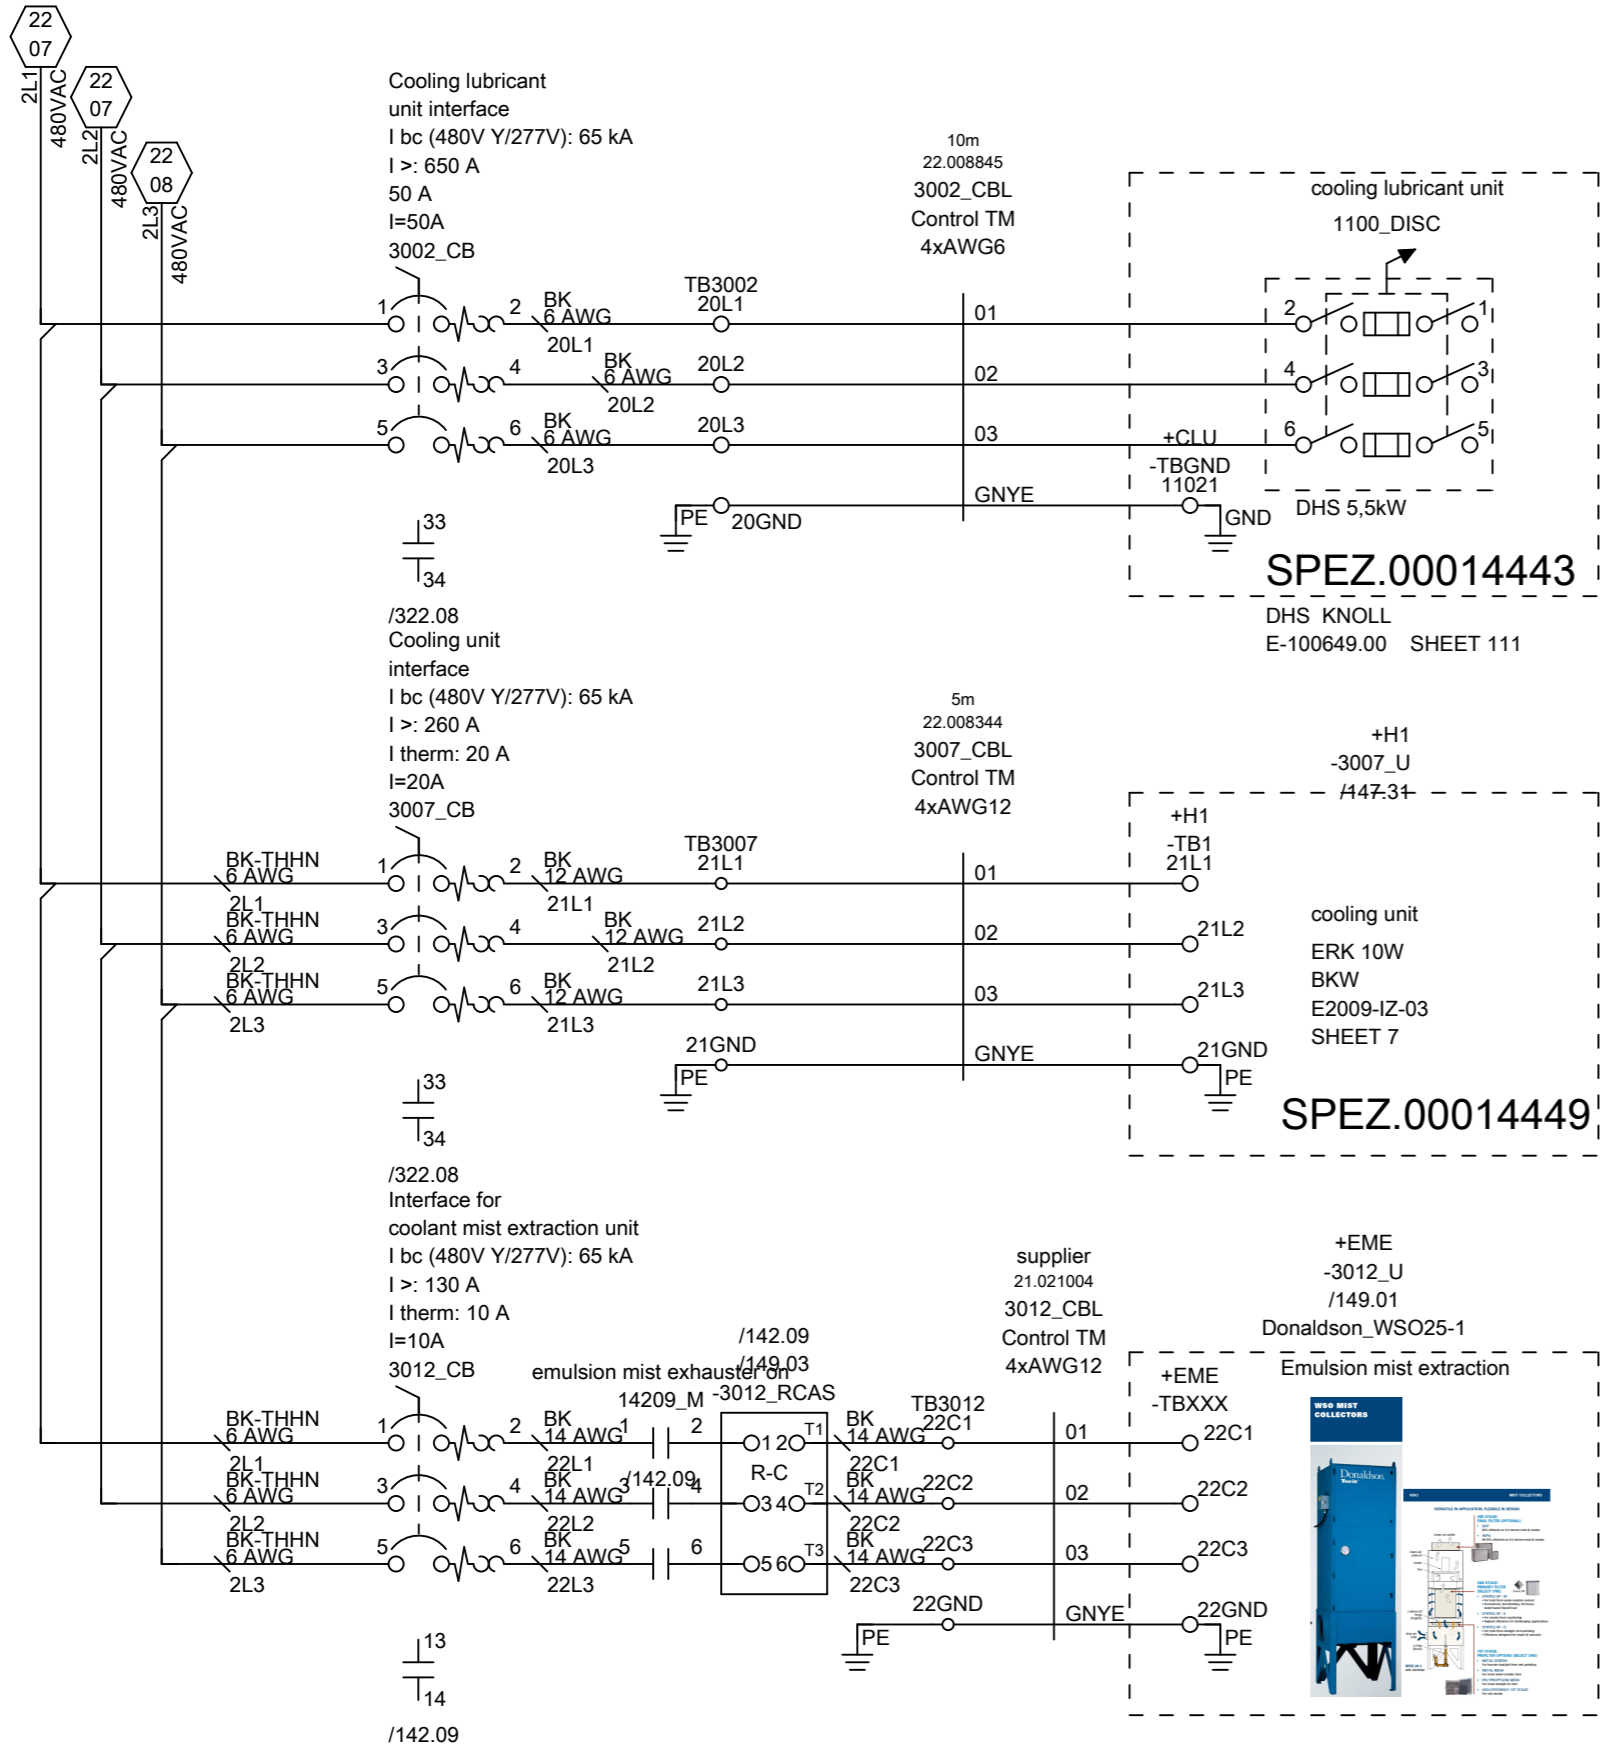 22
07
2L1
480VAC
22
07
2L2
480VAC
22
08
2L3
480VAC
Cooling lubricant
unit interface
I bc (480V Y/277V): 65 kA
I >: 650 A
50 A
I=50A
3002_CB
10m
22.008845
3002_CBL
Control TM
4xAWG6
cooling lubricant unit
1100_DISC
1
2
BK
6 AWG
20L1
TB3002
20L1
01
2
1
3
4
BK
6 AWG
20L2
20L2
02
4
3
5
6
BK
6 AWG
20L3
20L3
03
6
5
+CLU
-TBGND
11021
PE
20GND
GNYE
GND
DHS 5,5kW
SPEZ.00014443
33
34
/322.08
DHS KNOLL
E-100649.00 SHEET 111
Cooling unit
interface
I bc (480V Y/277V): 65 kA
I >: 260 A
I therm: 20 A
I=20A
3007_CB
5m
22.008344
3007_CBL
Control TM
4xAWG12
+H1
-3007_U
/147.31
+H1
-TB1
21L1
BK-THHN
6 AWG
2L1
1
2
BK
12 AWG
21L1
TB3007
21L1
01
BK-THHN
6 AWG
2L2
3
4
BK
12 AWG
21L2
21L2
02
21L2
BK-THHN
6 AWG
2L3
5
6
BK
12 AWG
21L3
21L3
03
21L3
cooling unit
ERK 10W
BKW
E2009-IZ-03
SHEET 7
21GND
PE
GNYE
21GND
PE
SPEZ.00014449
33
34
/322.08
Interface for
coolant mist extraction unit
I bc (480V Y/277V): 65 kA
I >: 130 A
I therm: 10 A
I=10A
3012_CB
emulsion mist exhauster on
14209_M
/142.09
/149.03
-3012_RCAS
supplier
21.021004
3012_CBL
Control TM
4xAWG12
+EME
-3012_U
/149.01
Donaldson_WSO25-1
Emulsion mist extraction
+EME
-TBXXX
BK-THHN
6 AWG
2L1
1
2
BK
14 AWG
22L1
1
2
1 2
T1
BK
14 AWG
22C1
TB3012
22C1
01
22C1
R-C
BK-THHN
6 AWG
2L2
3
4
BK
14 AWG
22L2
/142.09
3
4
3 4
T2
BK
14 AWG
22C2
22C2
02
22C2
BK-THHN
6 AWG
2L3
5
6
BK
14 AWG
22L3
5
6
5 6
T3
BK
14 AWG
22C3
22C3
03
22C3
22GND
PE
GNYE
22GND
PE
13
14
/142.09
WSO MIST
COLLECTORS
Donaldson
Torit
WSO
MIST COLLECTORS